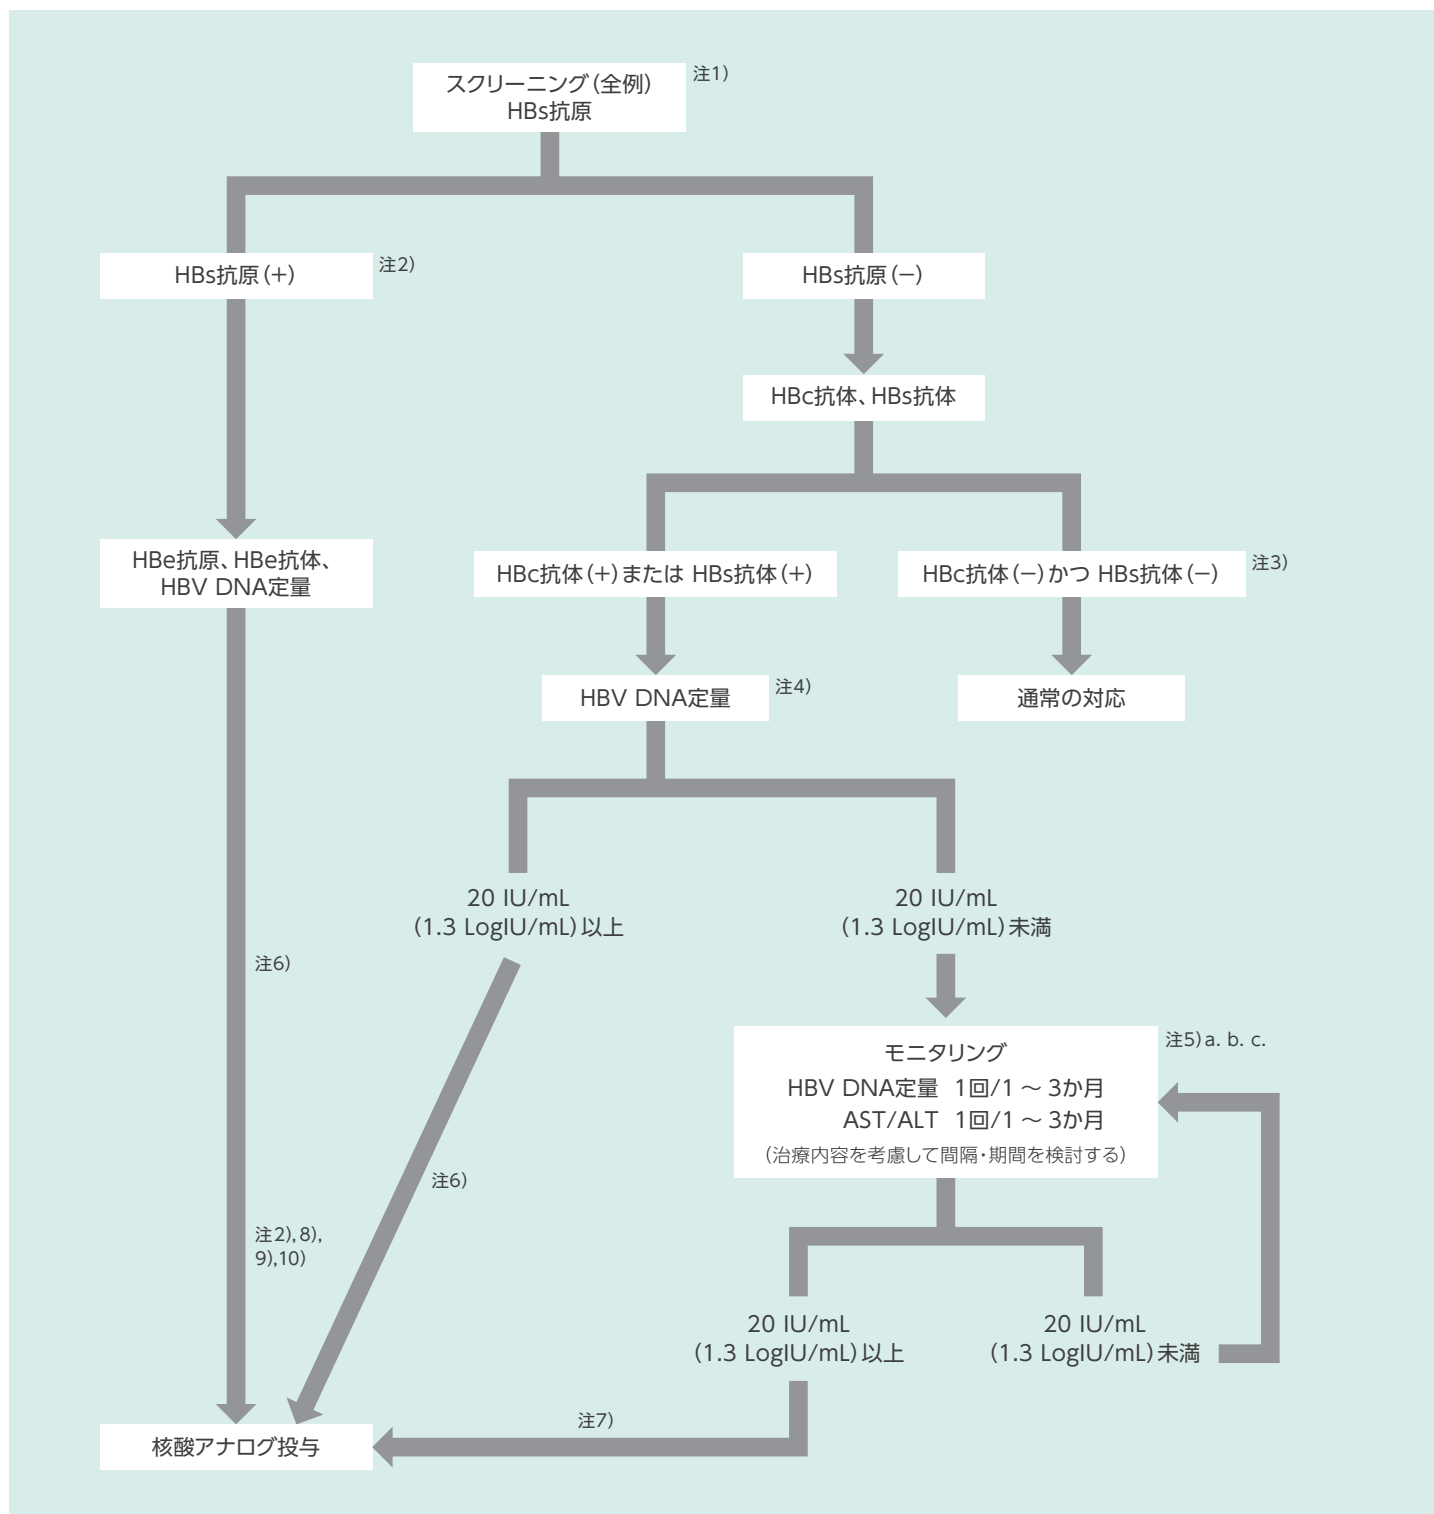 スクリーニング（全例）
HBs抗原
注1）
HBs抗原（+）
注2）
HBs抗原（−）
HBc抗体、HBs抗体
HBe抗原、HBe抗体、
HBV DNA定量
HBc抗体（+）または HBs抗体（+）
HBc抗体（−）かつ HBs抗体（−）
注3）
HBV DNA定量
注4）
通常の対応
20 IU/mL
（1.3 LogIU/mL）以上
20 IU/mL
（1.3 LogIU/mL）未満
注6）
モニタリング
HBV DNA定量 1回/1 〜 3か月
AST/ALT 1回/1 〜 3か月
（治療内容を考慮して間隔・期間を検討する）
注5）a. b. c.
注6）
注2）, 8）,
9）,10）
20 IU/mL
（1.3 LogIU/mL）以上
20 IU/mL
（1.3 LogIU/mL）未満
注7）
核酸アナログ投与